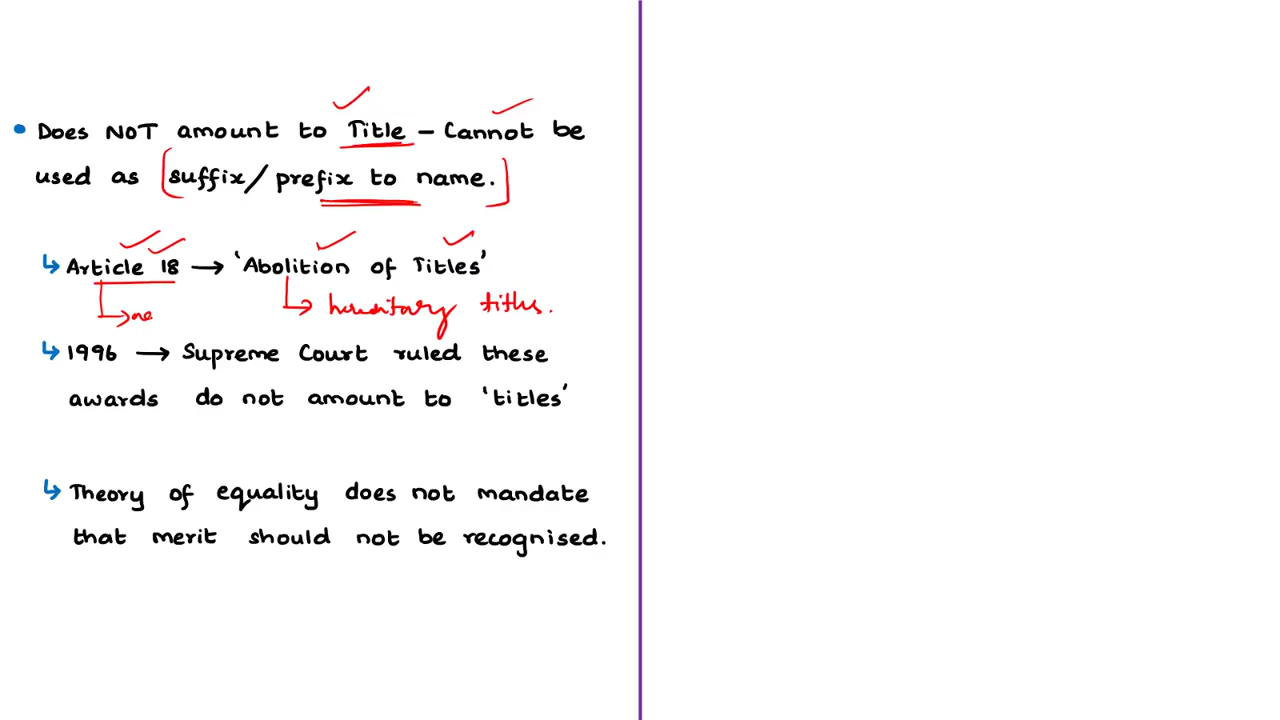 Does NOT amount to Title - Cannot be
used as suffix/prefix to name.
Article 18 → 'Abolition of Titles'
hereditary titles.
1996 → Supreme Court ruled these
awards do not amount to 'titles'
Theory of equality does not mandate
that merit should not be recognised.